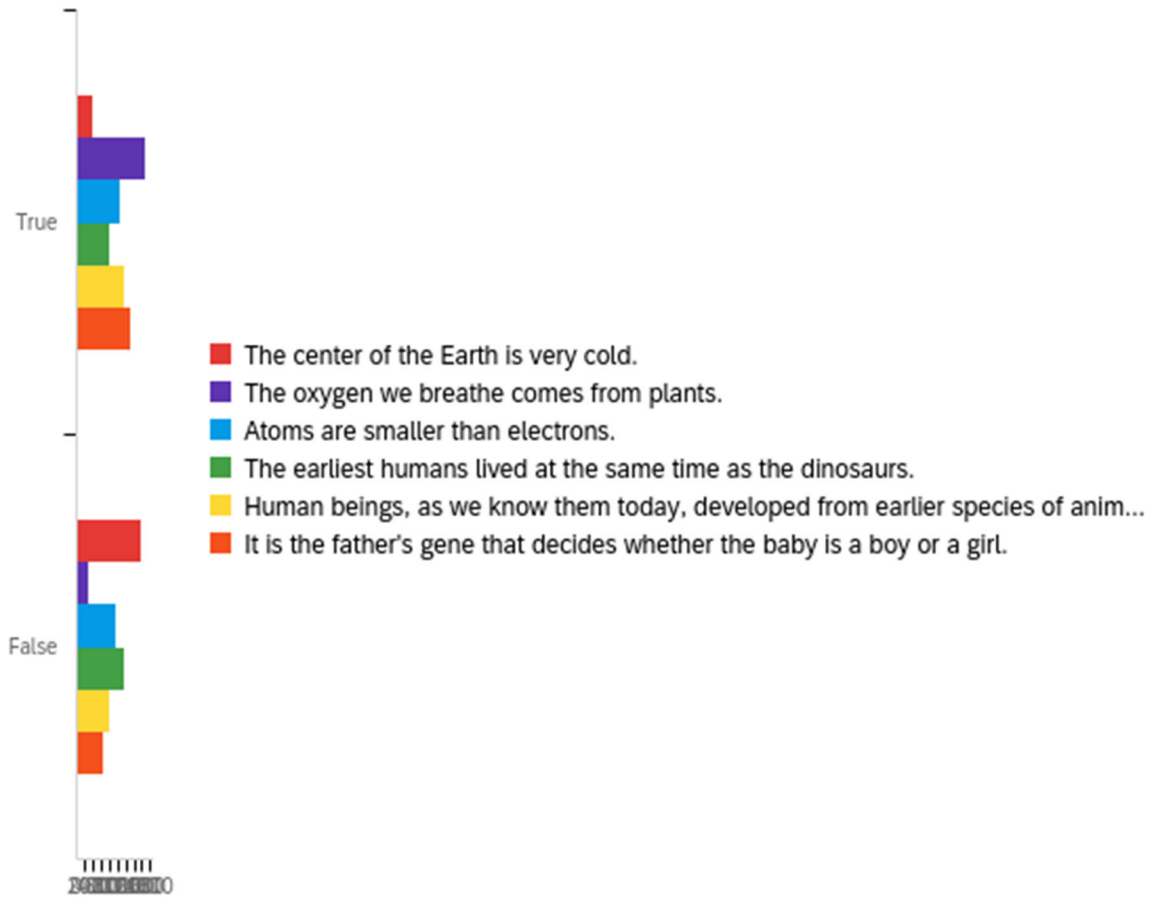 True
The center of the Earth is very cold.
The oxygen we breathe comes from plants.
Atoms are smaller than electrons.
The earliest humans lived at the same time as the dinosaurs.
Human beings, as we know them today, developed from earlier species of anim...
It is the father's gene that decides whether the baby is a boy or a girl.
False